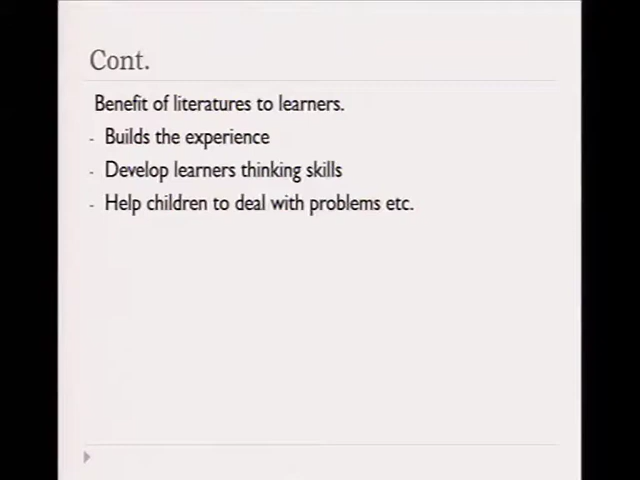 Cont.
Benefit of literatures to learners.
- Builds the experience
- Develop learners thinking skills
- Help children to deal with problems etc.